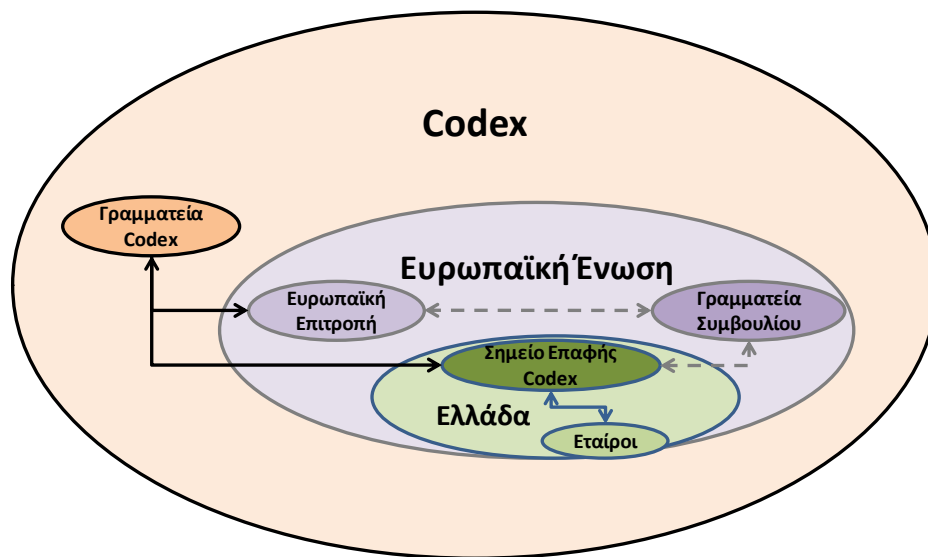 Codex
Γραμματεία
Codex
Ευρωπαϊκή Ένωση
Ευρωπαϊκή
Επιτροπή
Γραμματεία
Συμβουλίου
Σημείο Επαφής
Codex
Ελλάδα
Εταίροι